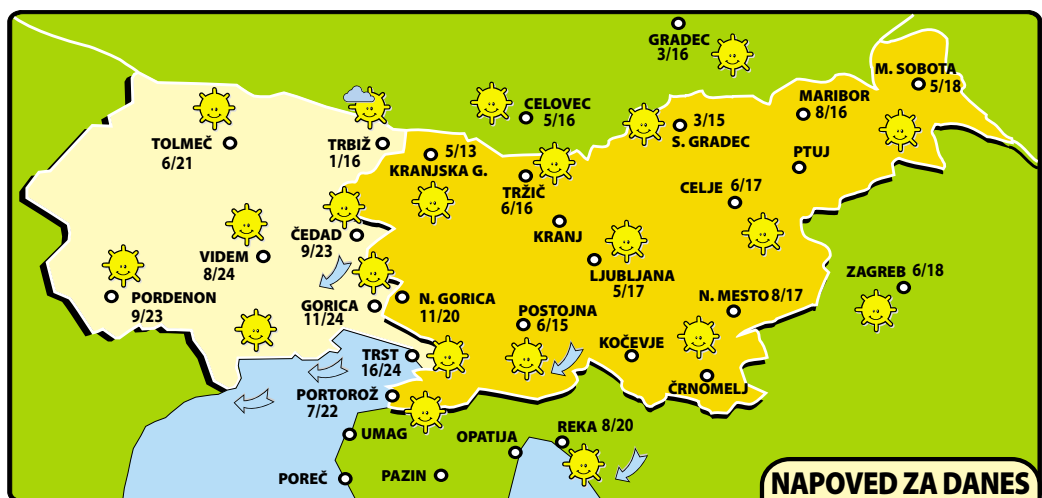 GRADEC
3/16
M. SOBOTA
5/18
MARIBOR
8/16
CELOVEC
5/16
3/15
S. GRADEC
TOLMEČ
6/21
TRBIŽ
1/16
5/13
KRANJSKA G.
PTUJ
TRŽIČ
6/16
CELJE 6/17
KRANJ
ČEDAD
9/23
VIDEM
8/24
LJUBLJANA
5/17
ZAGREB 6/18
PORDENON
9/23
GORICA
11/24
N. GORICA
11/20
POSTOJNA
6/15
N. MESTO 8/17
KOČEVJE
TRST
16/24
ČRNOMELJ
PORTOROŽ
7/22
UMAG
OPATIJA
REKA 8/20
POREČ
PAZIN
NAPOVED ZA DANES